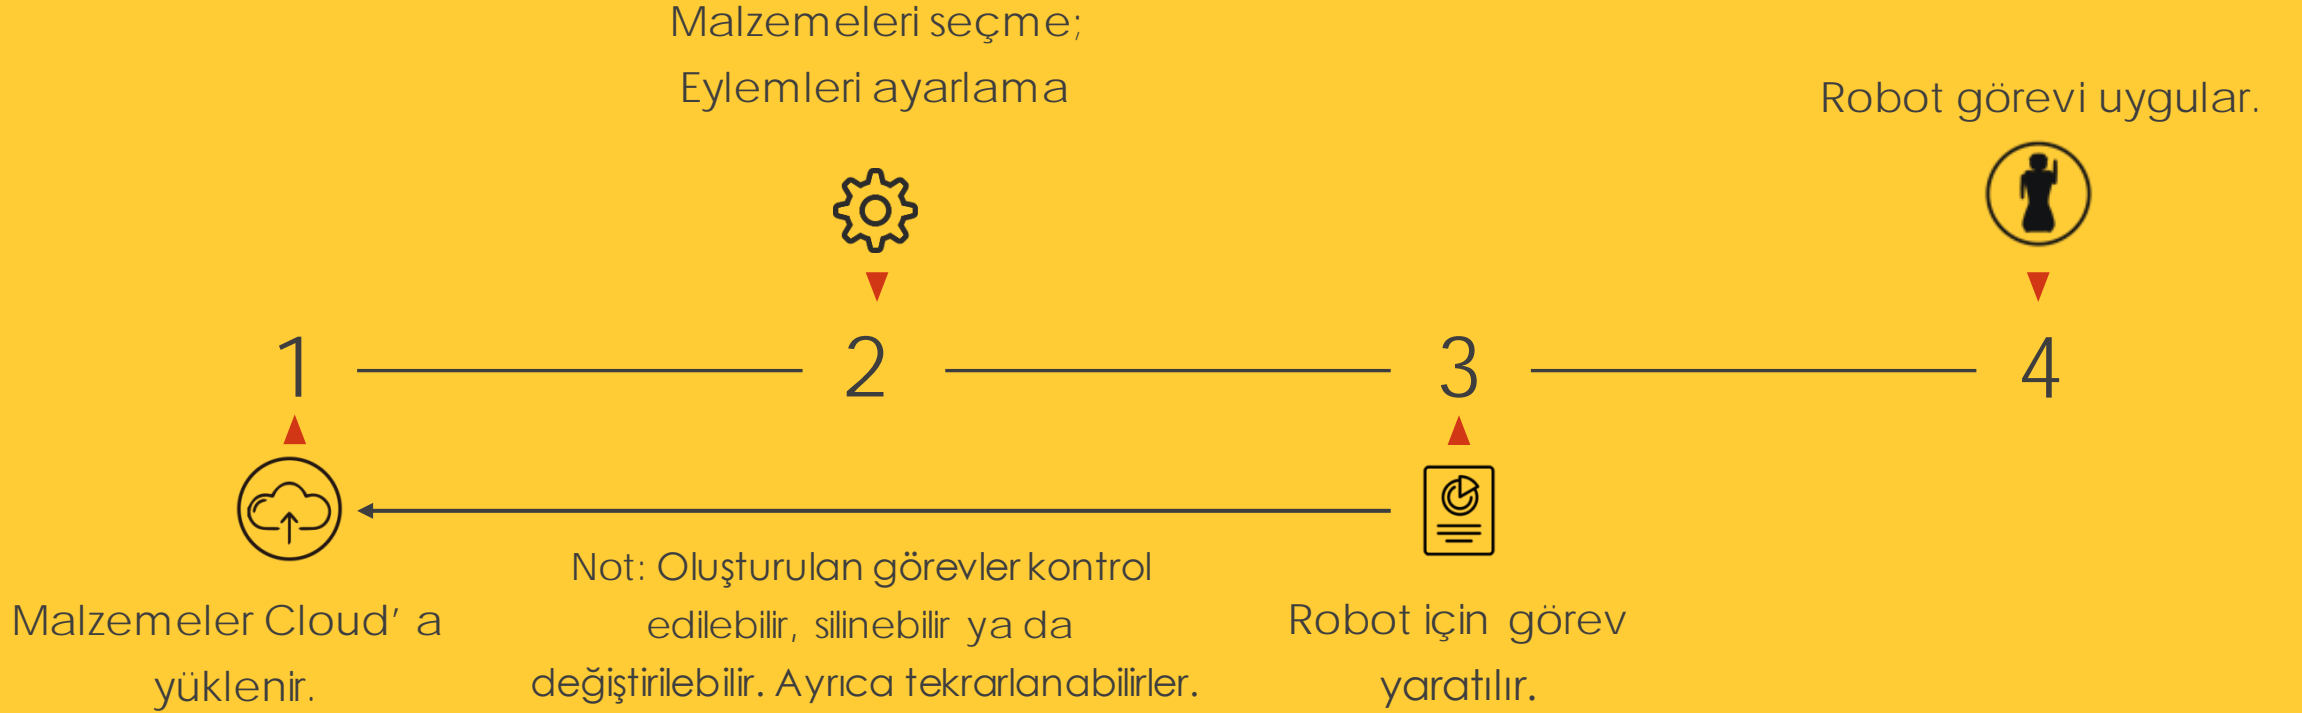 Malzemeleri seçme;
Eylemleri ayarlama
Robot görevi uygular.
1
2
3
4
Malzemeler Cloud' a
yüklenir.
Not: Oluşturulan görevler kontrol
edilebilir, silinebilir ya da
değiştirilebilir. Ayrıca tekrarlanabilirler.
Robot için görev
yaratılır.